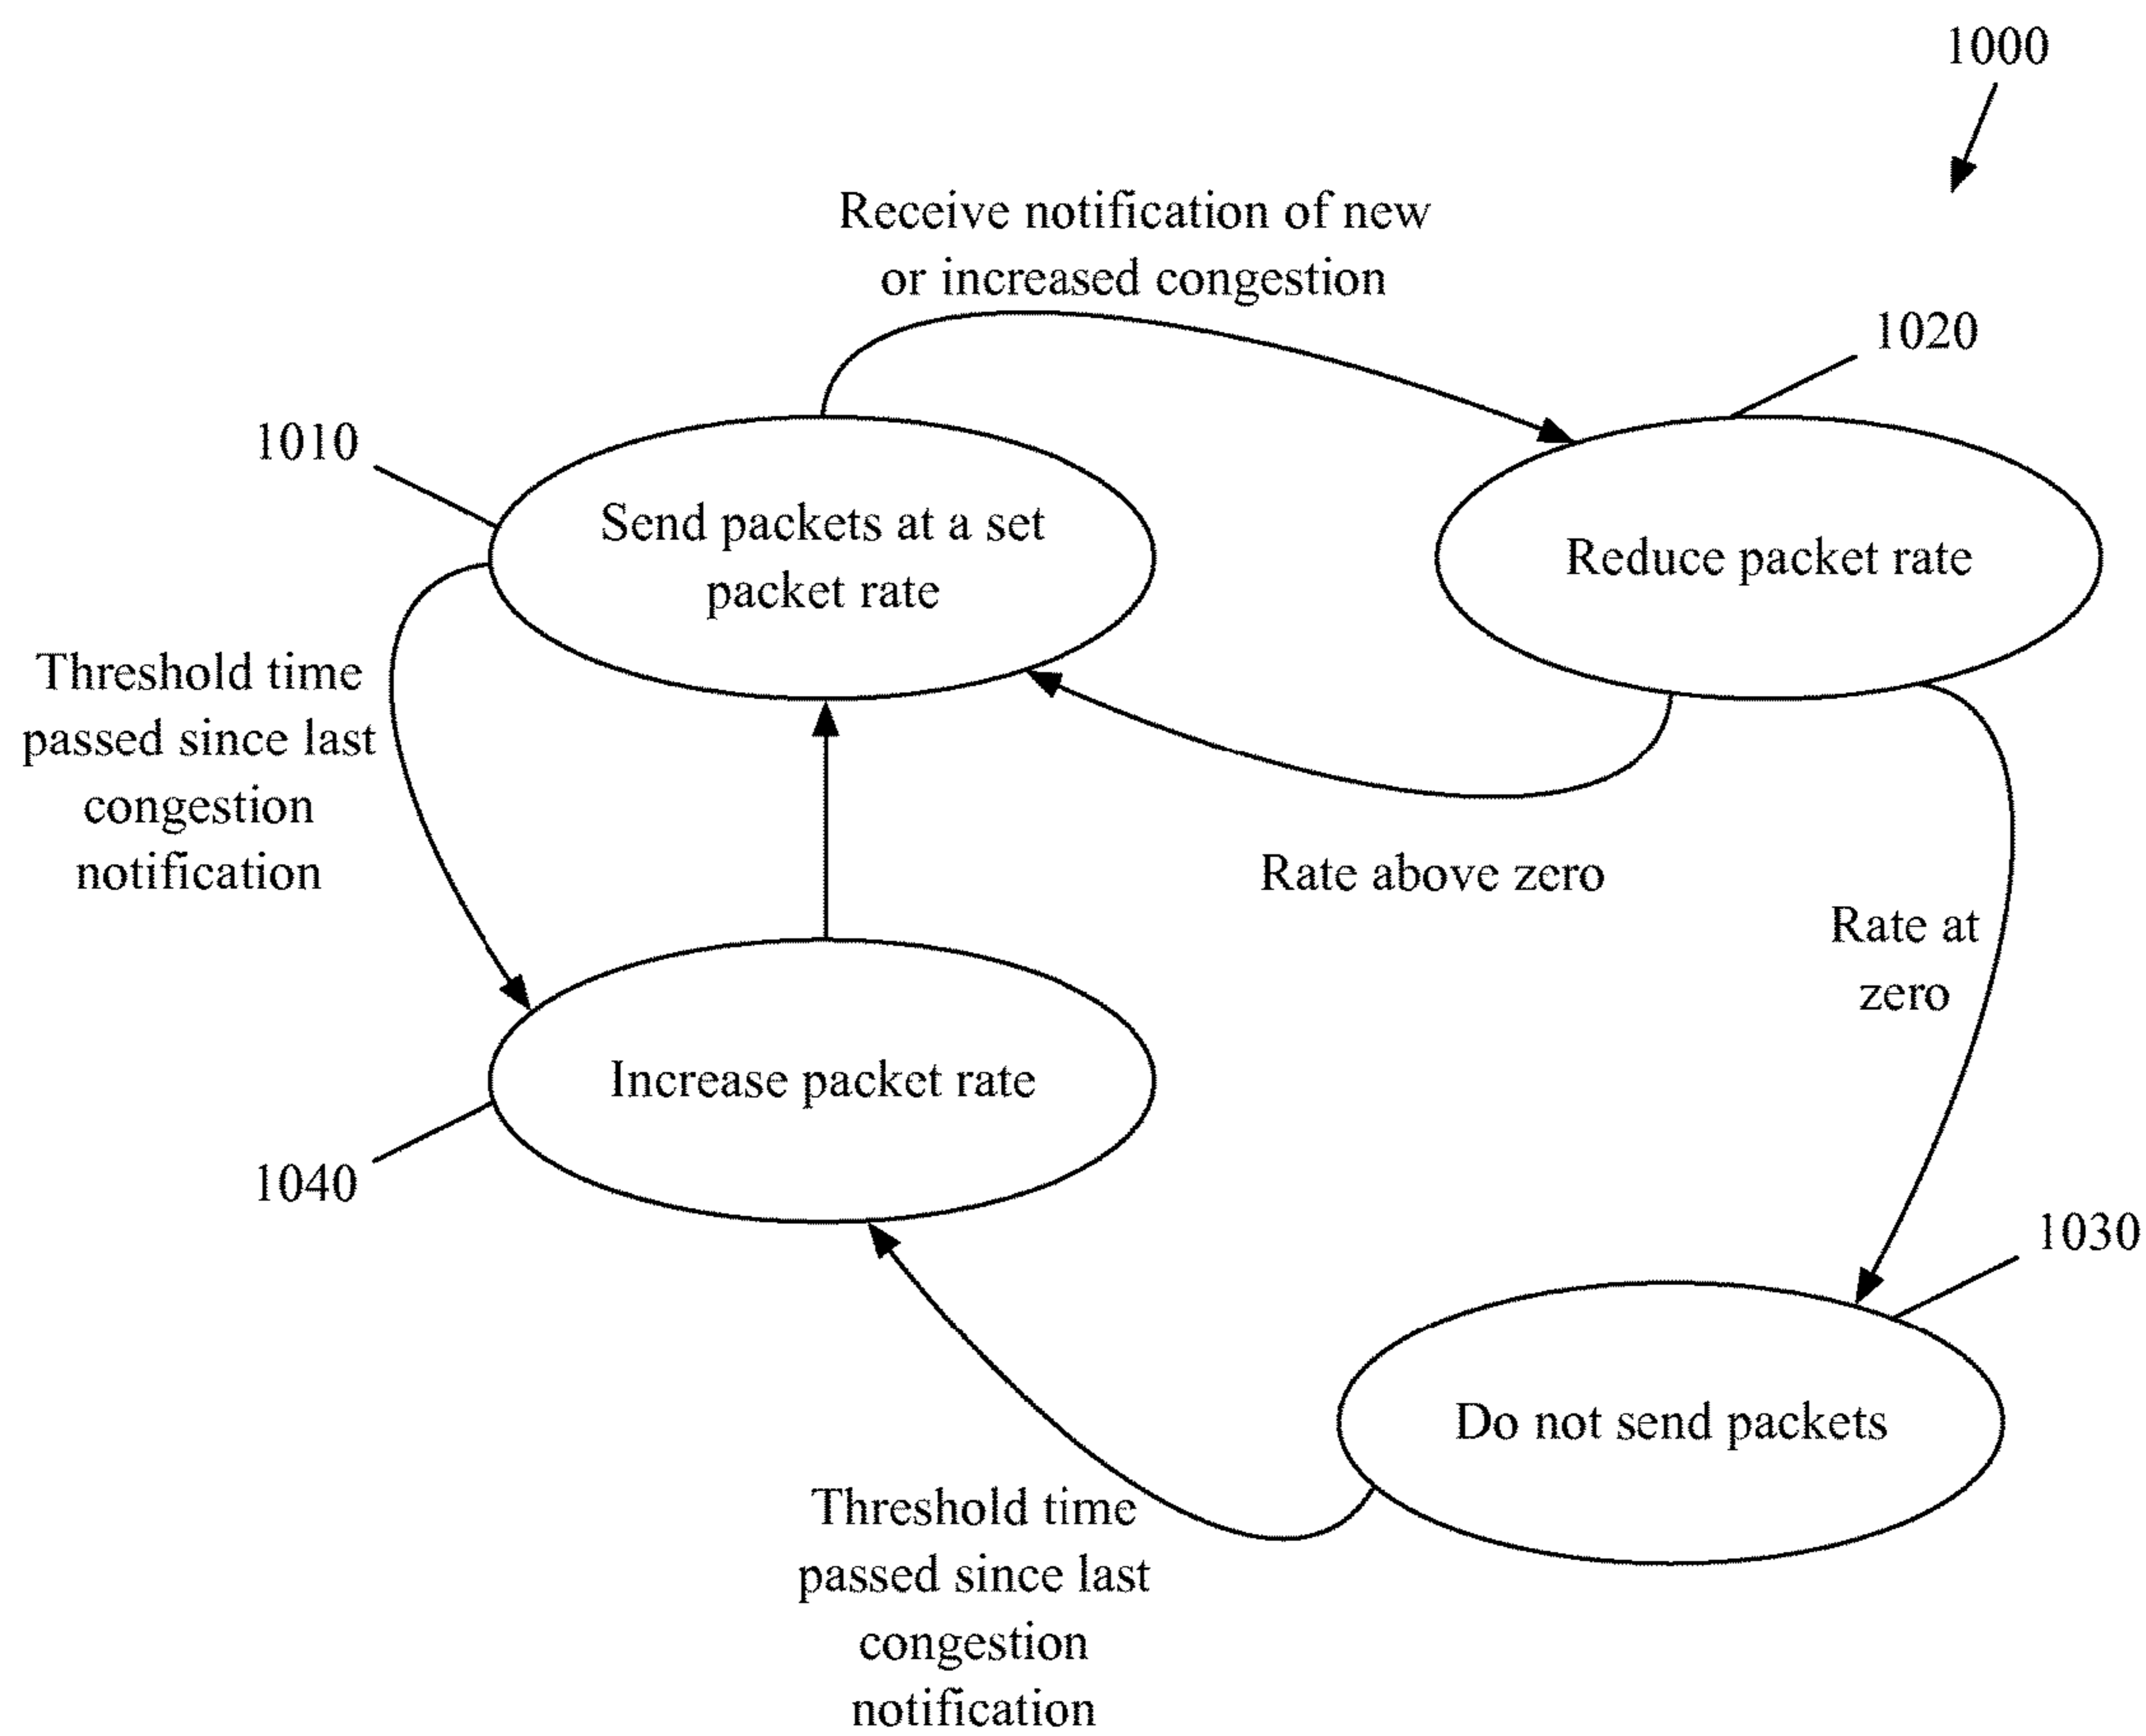 1000
Receive notification of new
or increased congestion
1020
1010
Send packets at a set
packet rate
Reduce packet rate
Threshold time
passed since last
congestion
notification
Rate above zero
Rate at
zero
Increase packet rate
1040
1030
Do not send packets
Threshold time
passed since last
congestion
notification